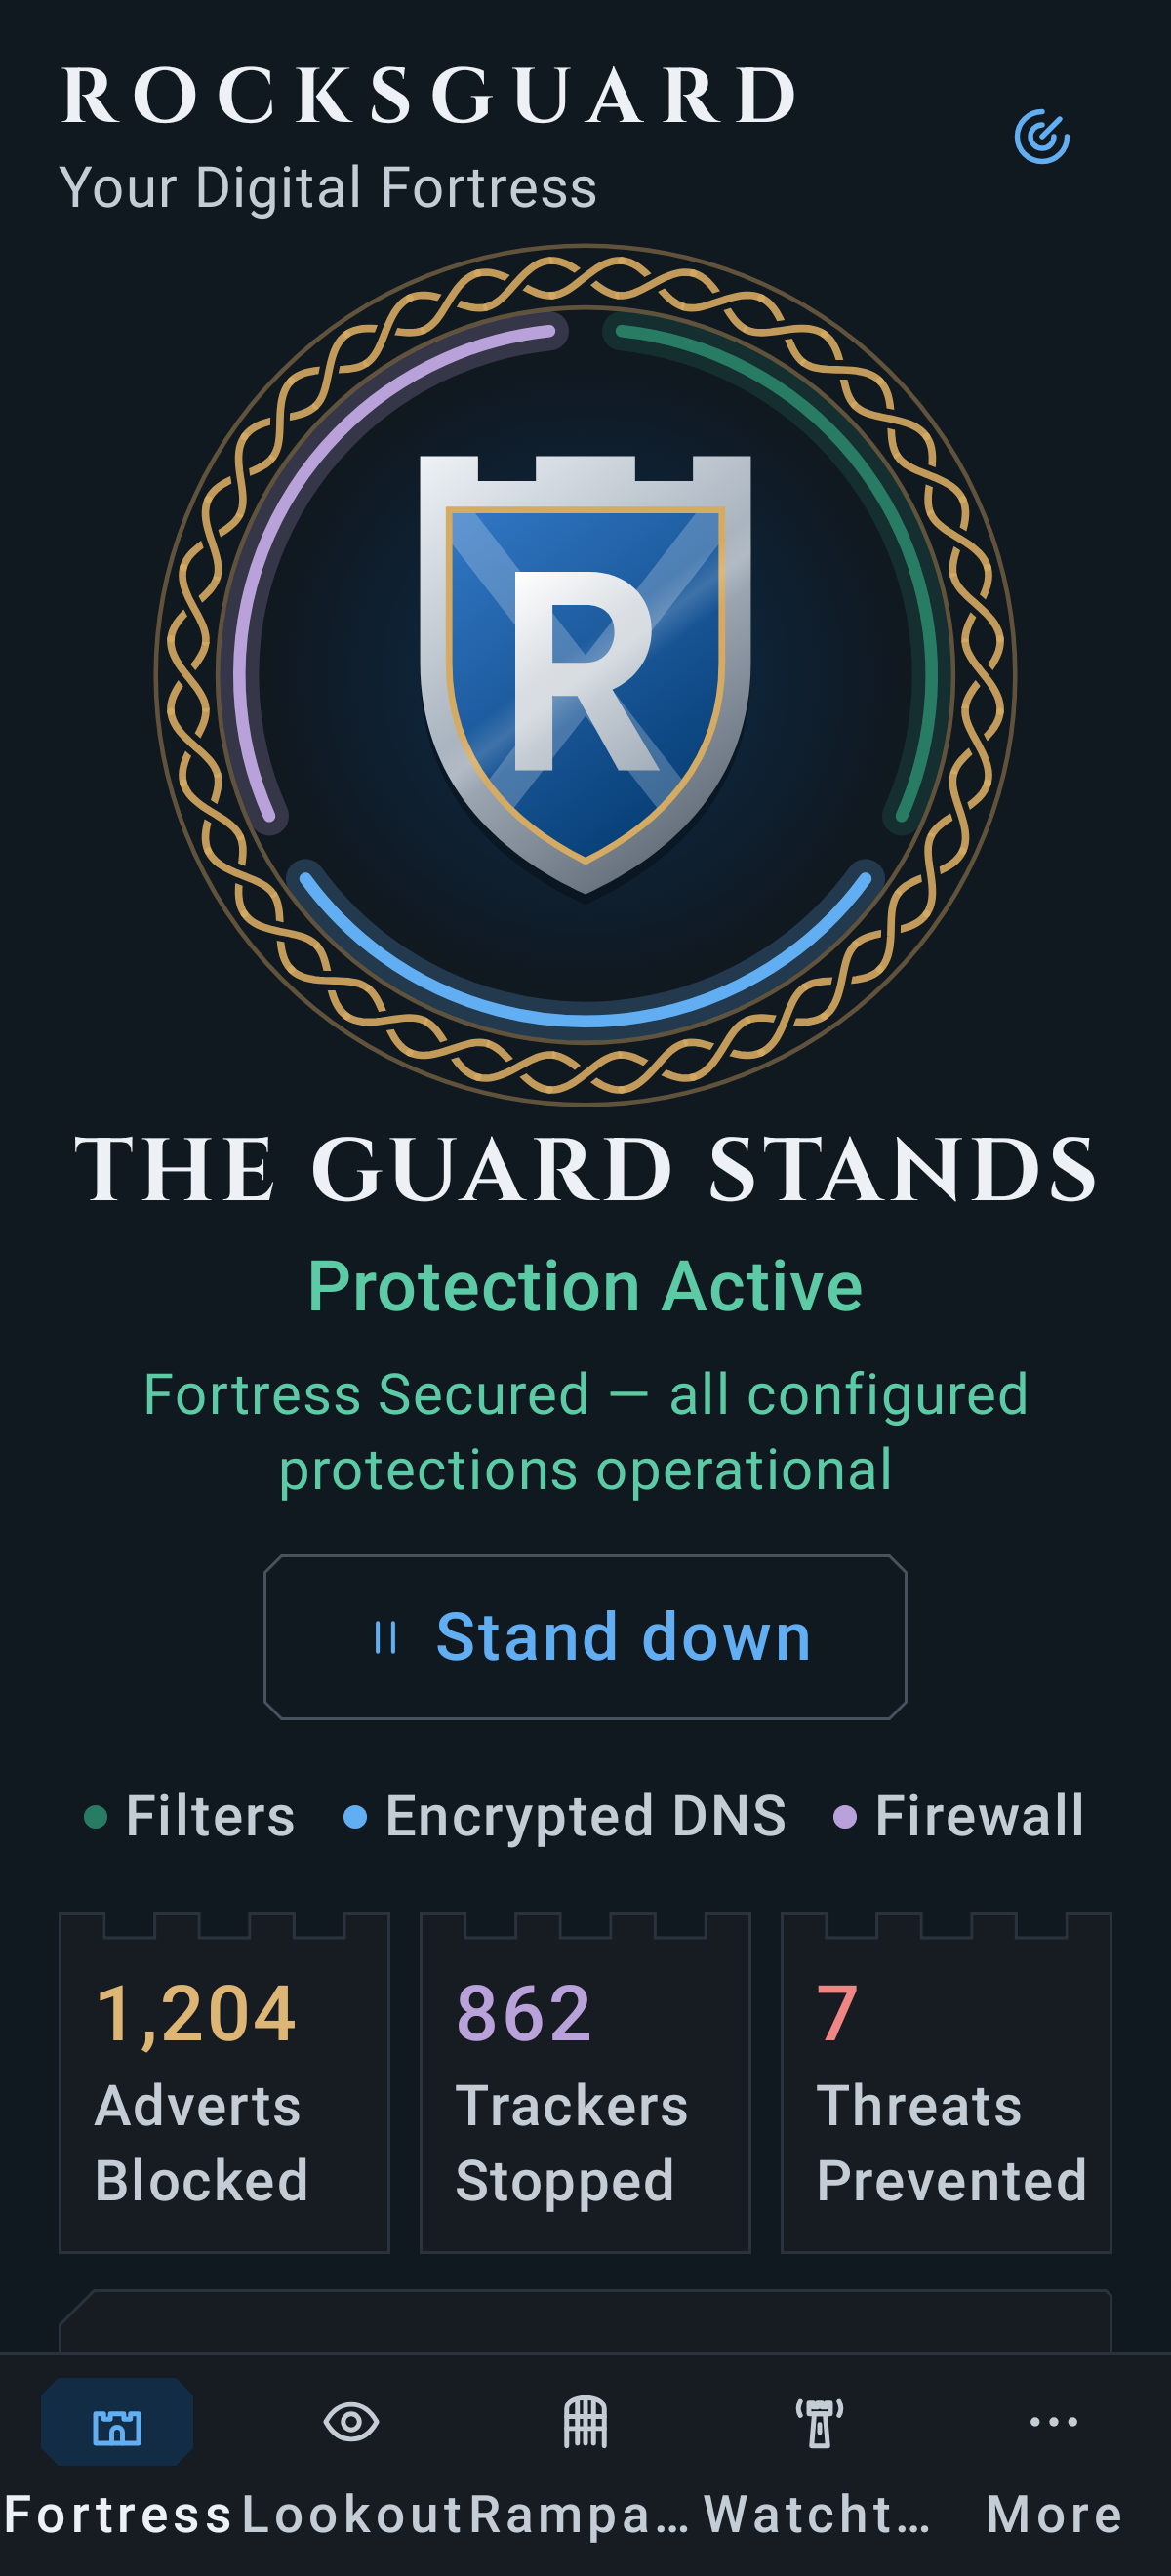 ROCKSGUARD
Your Digital Fortress
R
THE GUARD STANDS
Protection Active
Fortress Secured — all configured
protections operational
Stand down
Filters Encrypted DNS Firewall
1,204 862 7
Adverts Trackers Threats
Blocked Stopped Prevented
Fortress Lookout Rampa… Watcht… More